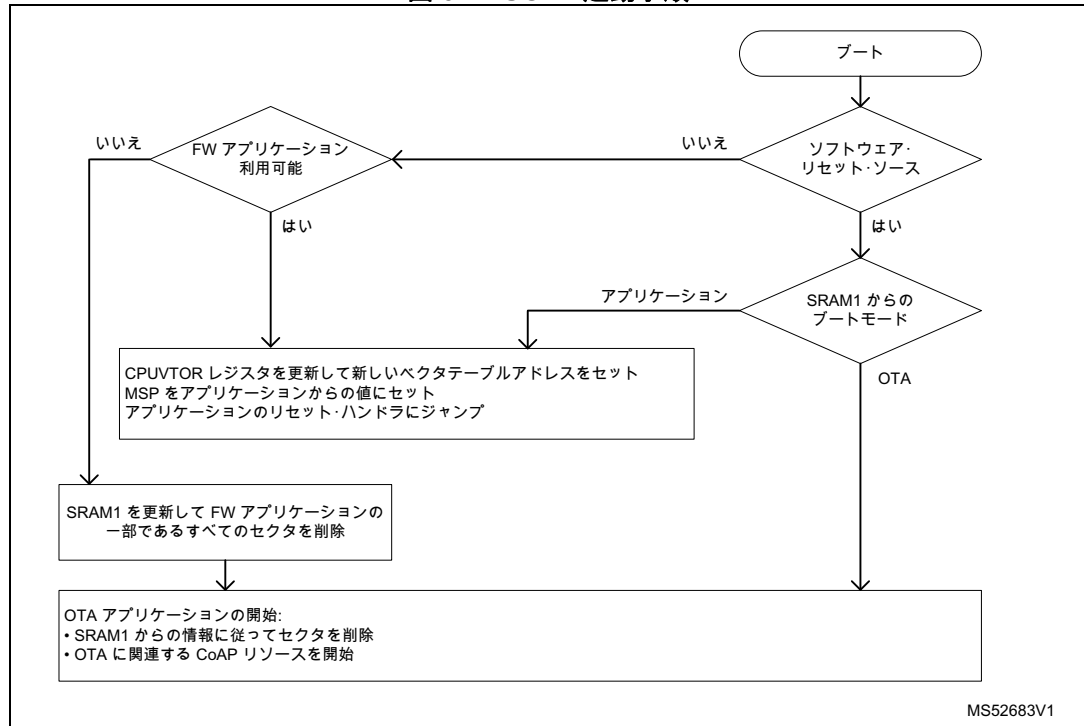 ブート
ソフトウェア・
リセット・ソース
いいえ
はい
FW アプリケーション
利用可能
いいえ
はい
SRAM1 からの
ブートモード
アプリケーション
OTA
CPUVTOR レジスタを更新して新しいベクタテーブルアドレスをセット
MSP をアプリケーションからの値にセット
アプリケーションのリセット・ハンドラにジャンプ
SRAM1 を更新して FW アプリケーションの
一部であるすべてのセクタを削除
OTA アプリケーションの開始:
• SRAM1 からの情報に従ってセクタを削除
• OTA に関連する CoAP リソースを開始
MS52683V1